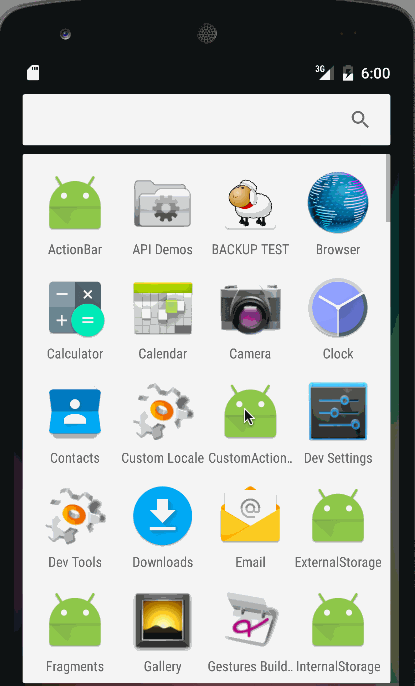 3G 6:00
ActionBar API Demos BACKUP TEST Browser
Calculator Calendar Camera Clock
Contacts Custom Locale CustomAction.. Dev Settings
@
Dev Tools Downloads Email ExternalStorage
Fragments Gallery Gestures Build.. InternalStorage